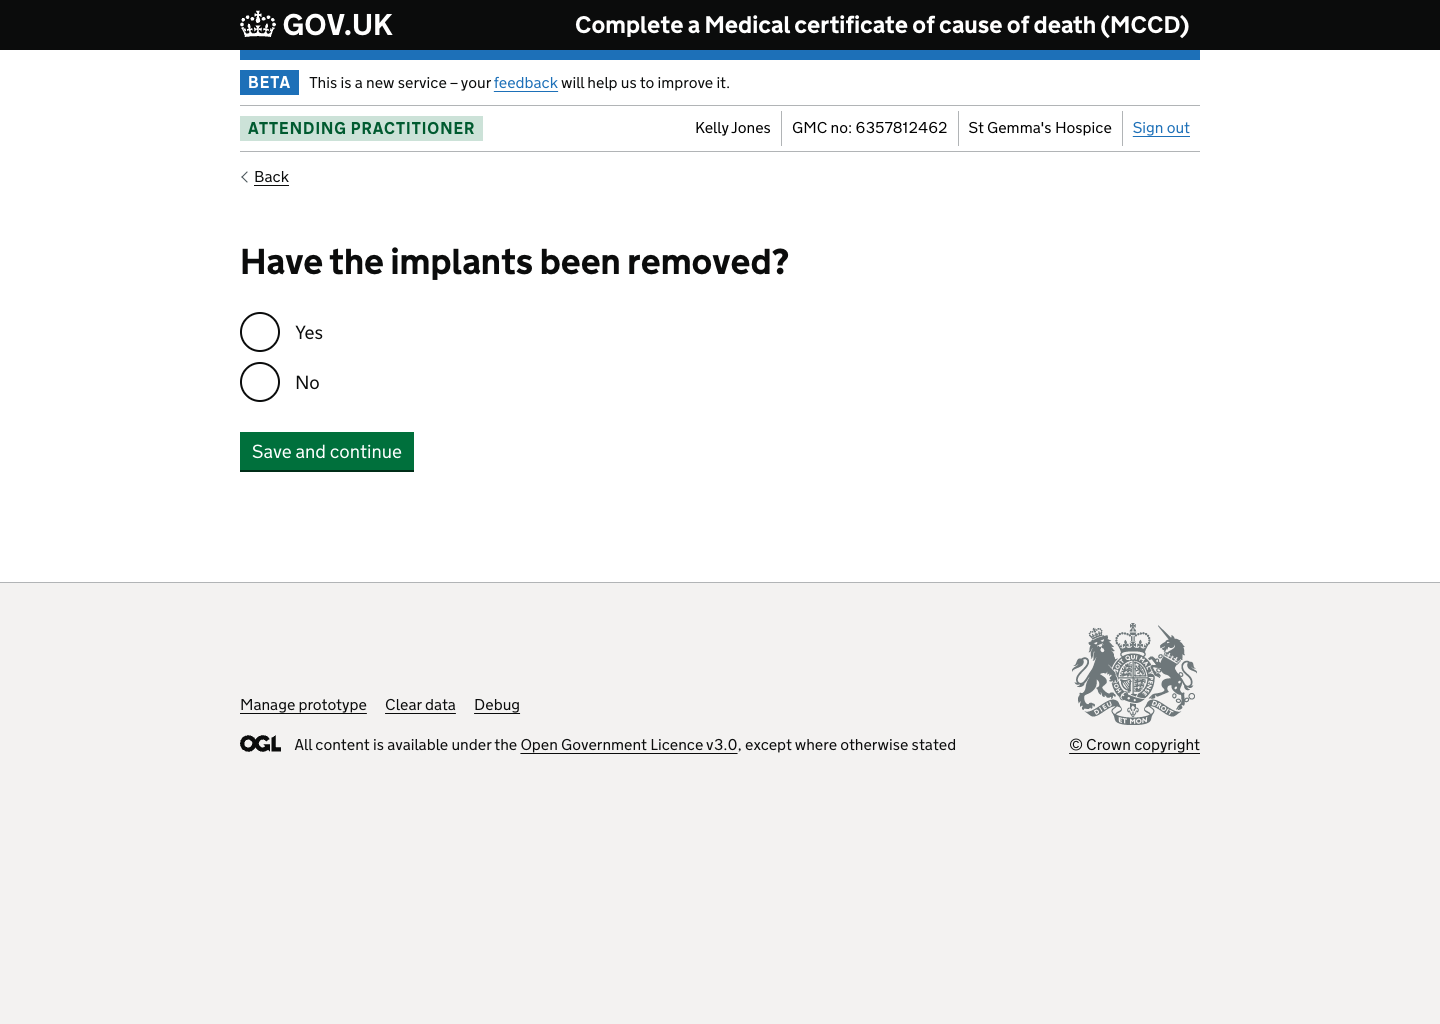 GOV.UK
Complete a Medical certificate of cause of death (MCCD)
BETA
This is a new service – your feedback will help us to improve it.
ATTENDING PRACTITIONER
Kelly Jones
GMC no: 6357812462
St Gemma's Hospice
Sign out
Back
Have the implants been removed?
Yes
No
Save and continue
Manage prototype
Clear data
Debug
OGL
All content is available under the Open Government Licence v3.0, except where otherwise stated
DIEU ET MON DROIT
© Crown copyright